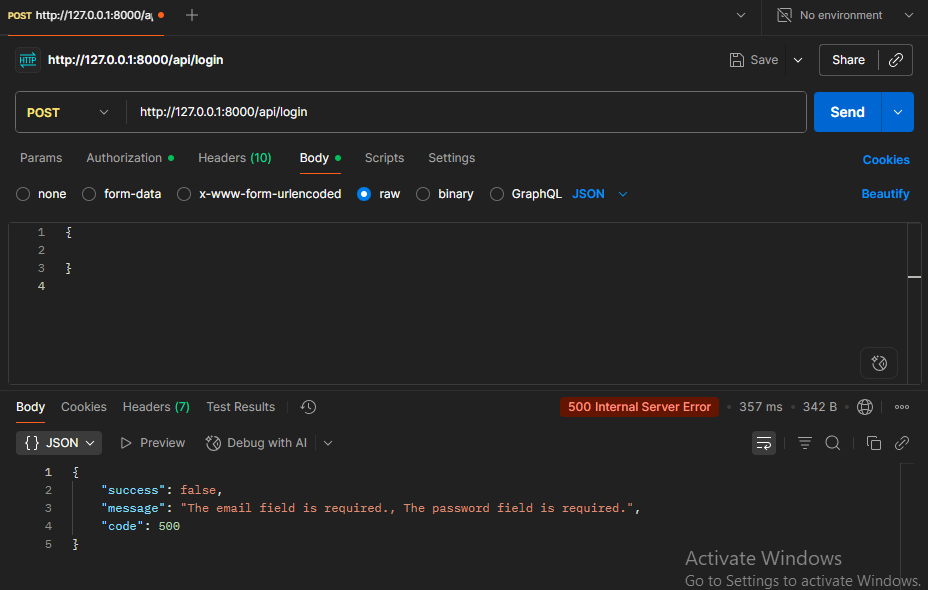 POST http://127.0.0.1:8000/a
No environment
HTTP http://127.0.0.1:8000/api/login
Save
Share
POST http://127.0.0.1:8000/api/login
Send
Params Authorization Headers (10) Body Scripts Settings Cookies
none form-data x-www-form-urlencoded raw binary GraphQL JSON Beautify
1 {
2
3 }
4
Body Cookies Headers (7) Test Results 500 Internal Server Error • 357 ms • 342 B •
{} JSON Preview Debug with AI
1 {
2 "success": false,
3 "message": "The email field is required., The password field is required.",
4 "code": 500
5 }
Activate Windows
Go to Settings to activate Windows.